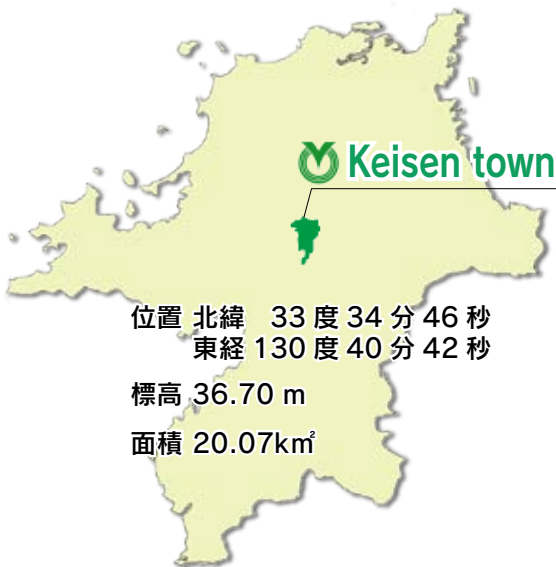 Keisen town
位置 北緯 33 度 34 分 46 秒
東経 130 度 40 分 42 秒
標高 36.70 m
面積 20.07k㎡